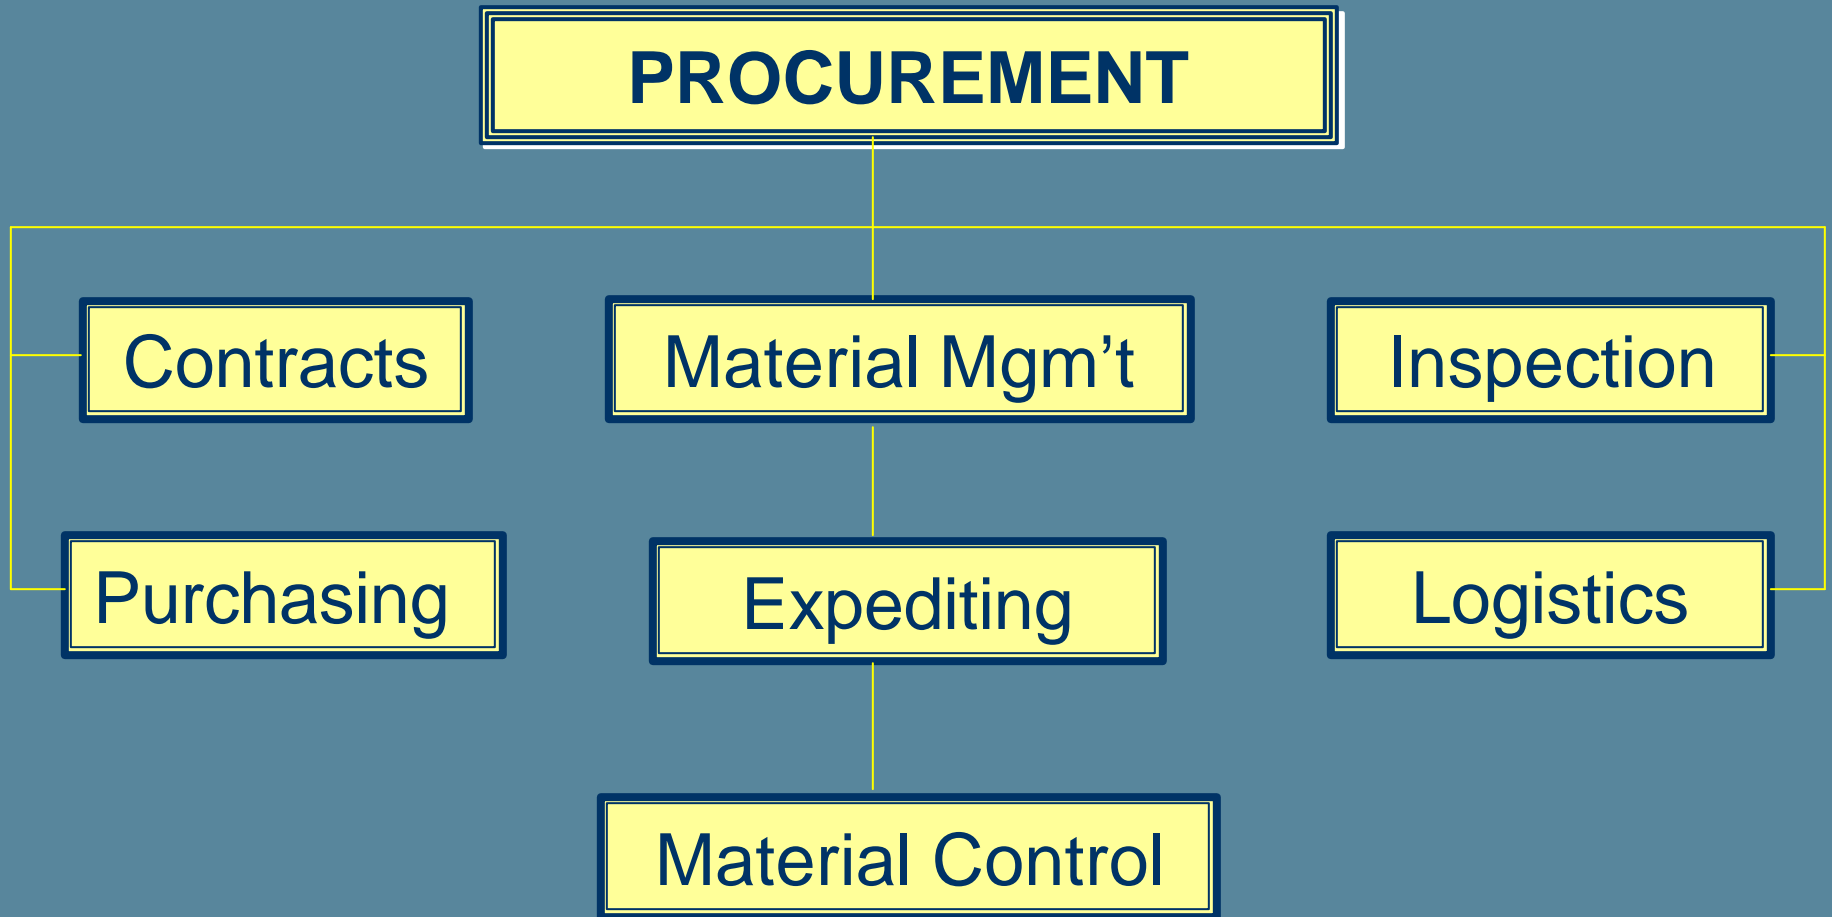 PROCUREMENT
Contracts
Material Mgm’t
Inspection
Purchasing
Expediting
Logistics
Material Control